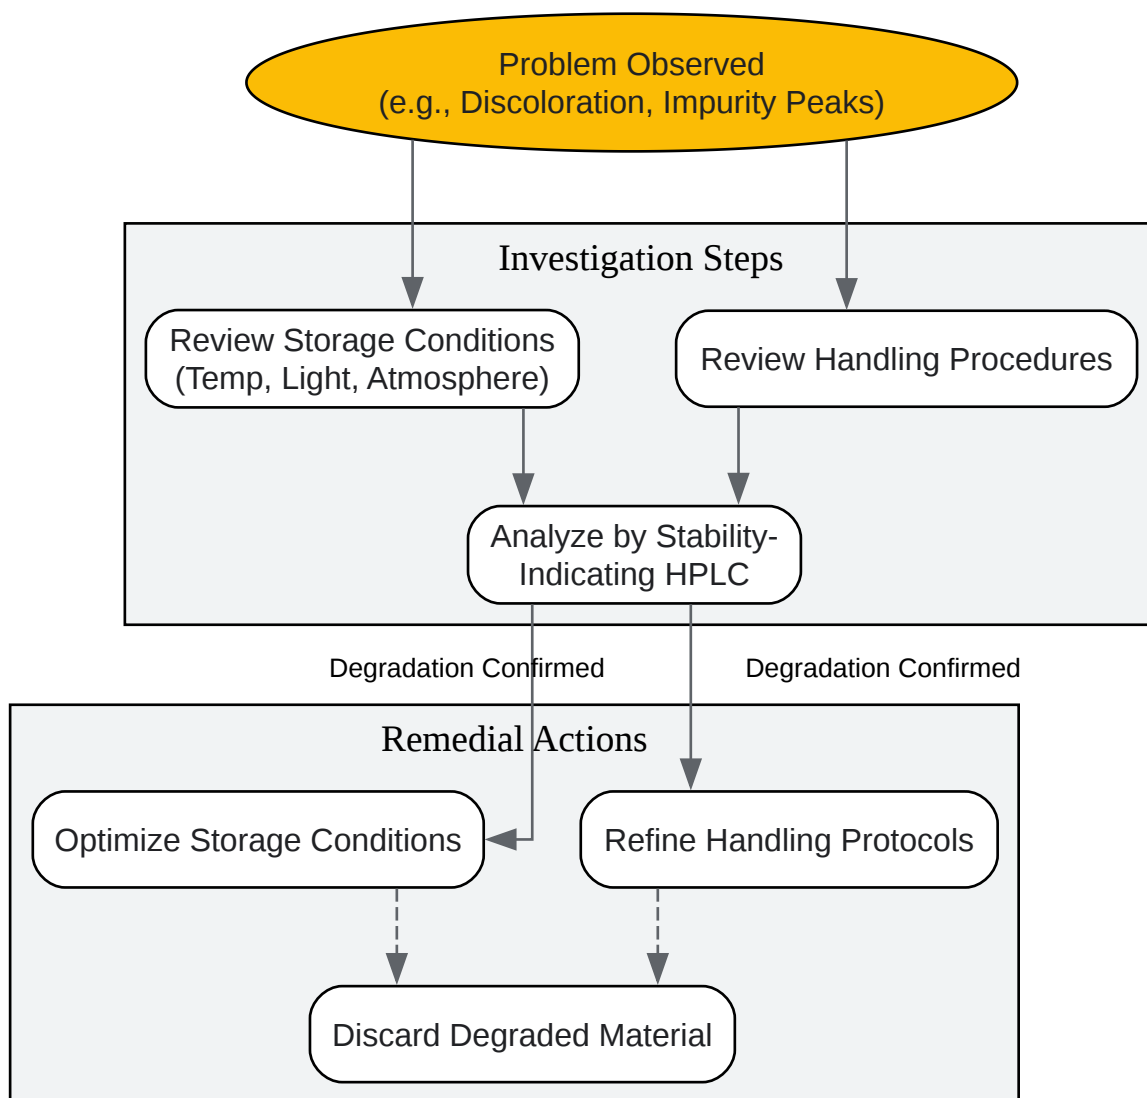 Problem Observed
(e.g., Discoloration, Impurity Peaks)
Investigation Steps
Review Storage Conditions
(Temp, Light, Atmosphere)
Review Handling Procedures
Analyze by Stability-
Indicating HPLC
Degradation Confirmed
Degradation Confirmed
Remedial Actions
Optimize Storage Conditions
Refine Handling Protocols
Discard Degraded Material